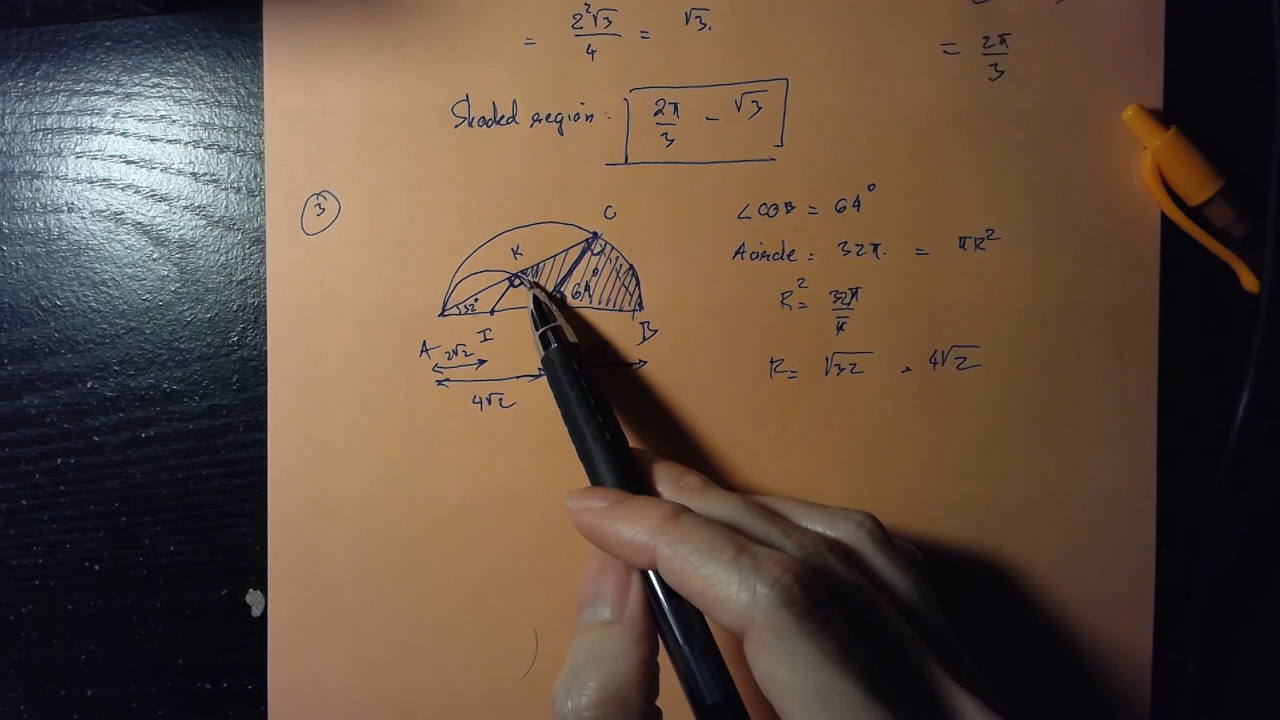 = 2²√3/4 = √3.
= 2π/3
Shaded region: 2π/3 - √3
3
C
K
32°
64°
A
I
B
2√2
4√2
∠COB = 64°
Acircle: 32π. = πR²
R² = 32π/π
R = √32 = 4√2